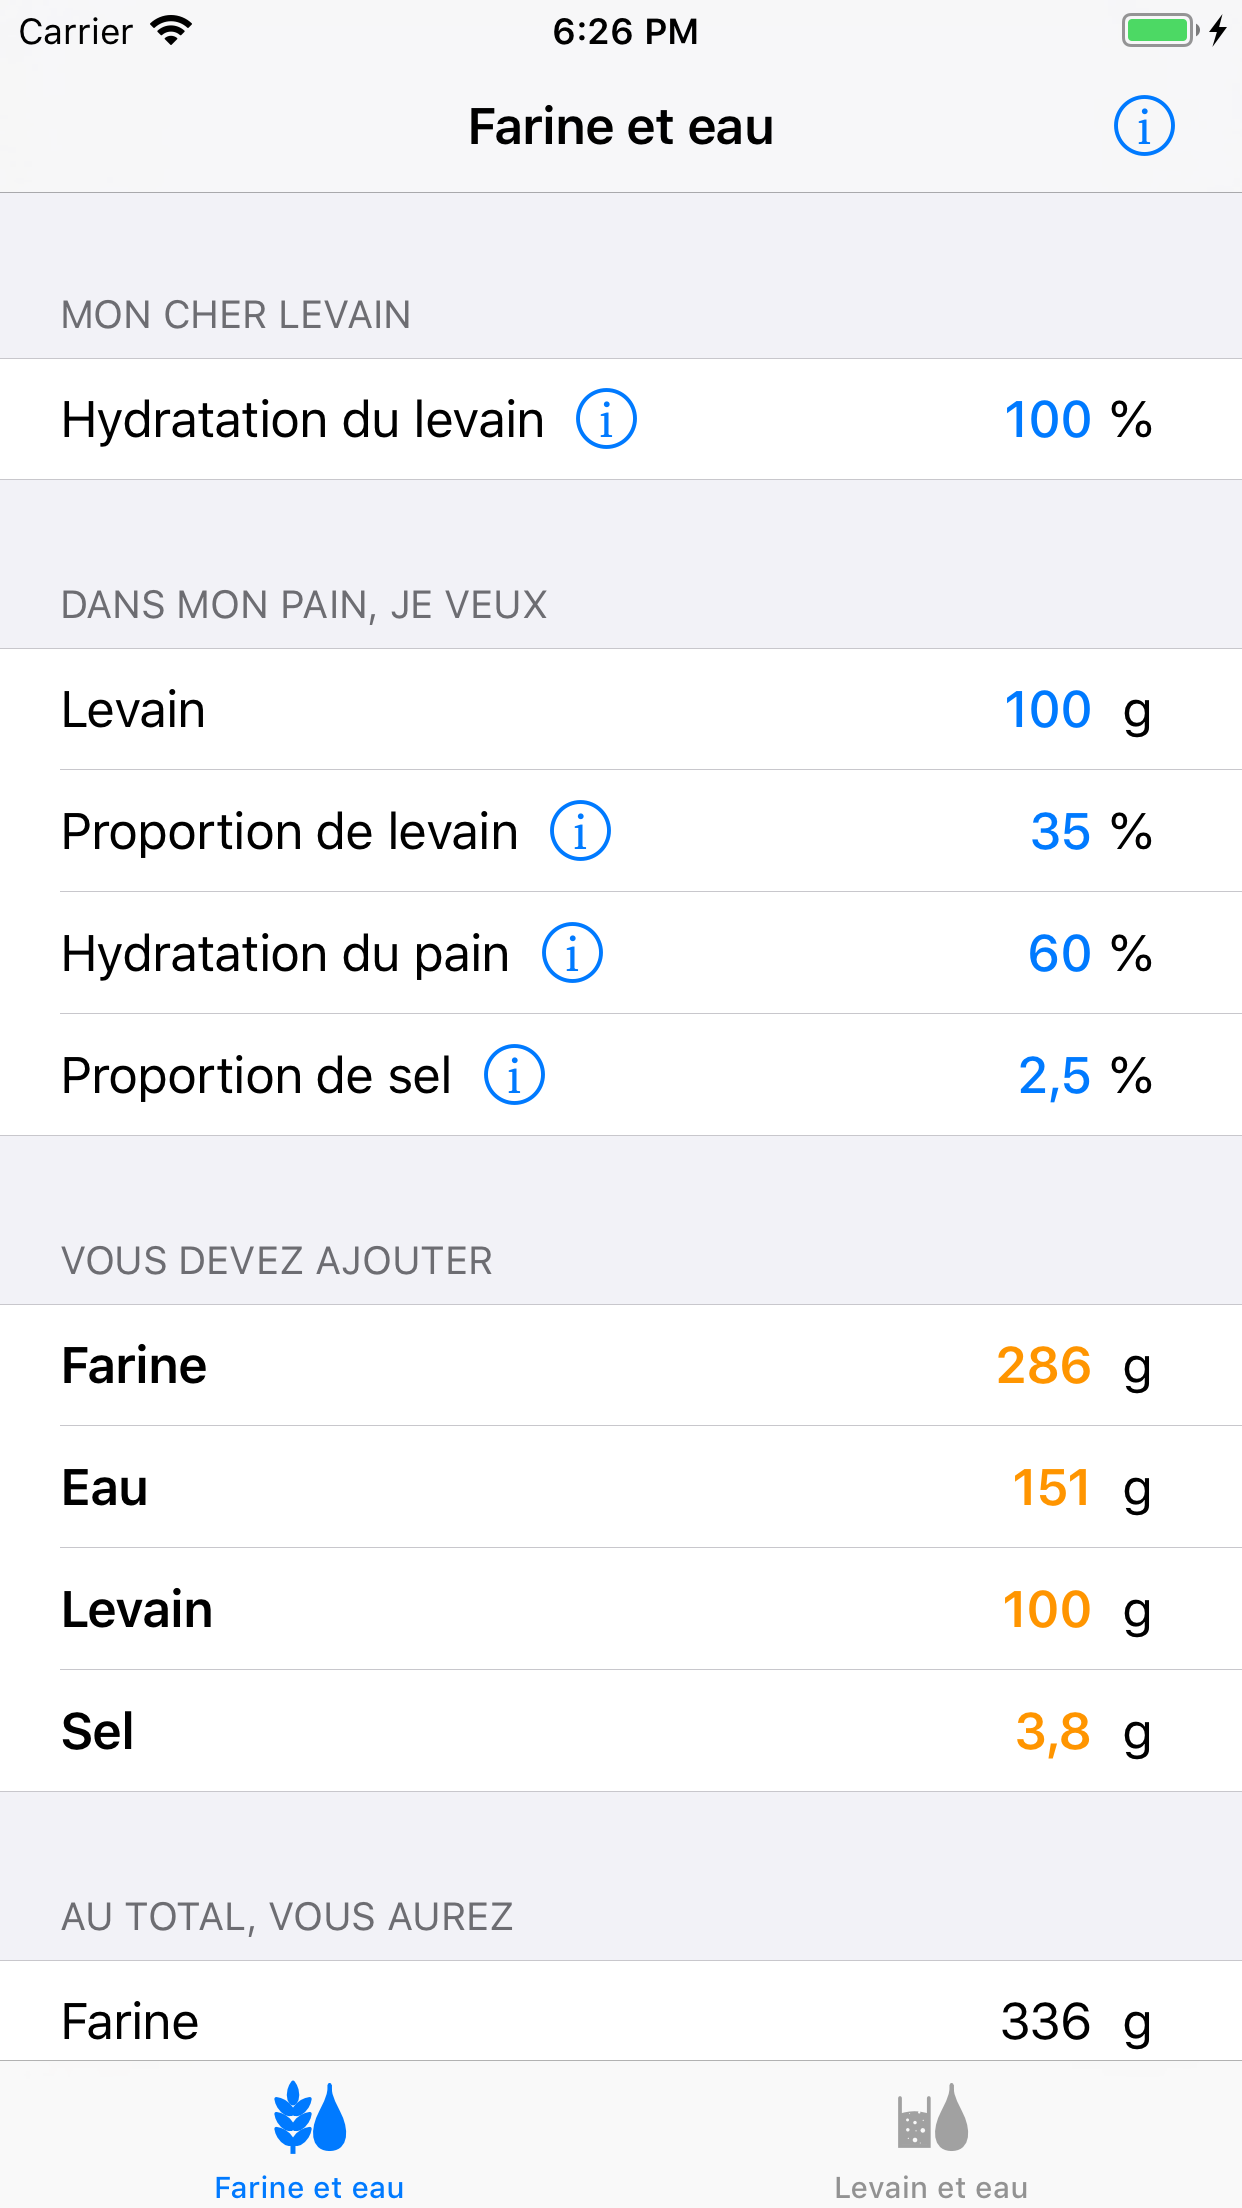 Carrier 6:26 PM
Farine et eau
MON CHER LEVAIN
Hydratation du levain 100 %
DANS MON PAIN, JE VEUX
Levain 100 g
Proportion de levain 35 %
Hydratation du pain 60 %
Proportion de sel 2,5 %
VOUS DEVEZ AJOUTER
Farine 286 g
Eau 151 g
Levain 100 g
Sel 3,8 g
AU TOTAL, VOUS AUREZ
Farine 336 g
Farine et eau Levain et eau